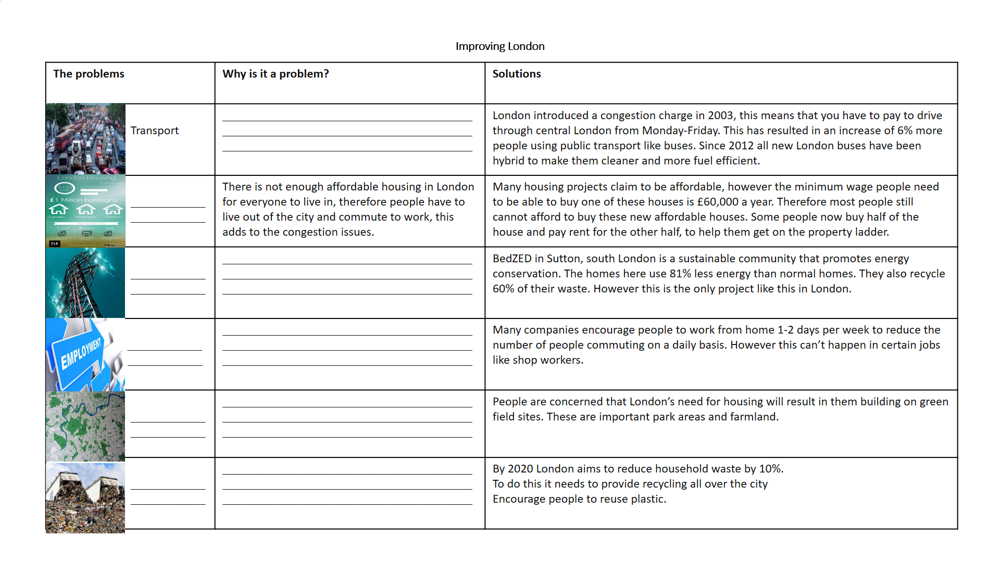 Improving London
The problems
Why is it a problem?
Solutions
Transport
London introduced a congestion charge in 2003, this means that you have to pay to drive
through central London from Monday-Friday. This has resulted in an increase of 6% more
people using public transport like buses. Since 2012 all new London buses have been
hybrid to make them cleaner and more fuel efficient.
London Housing
8.17m
£1 Million boroughs
Camden Kensington Chelsea
TLE
Piktochart
There is not enough affordable housing in London
for everyone to live in, therefore people have to
live out of the city and commute to work, this
adds to the congestion issues.
Many housing projects claim to be affordable, however the minimum wage people need
to be able to buy one of these houses is £60,000 a year. Therefore most people still
cannot afford to buy these new affordable houses. Some people now buy half of the
house and pay rent for the other half, to help them get on the property ladder.
BedZED in Sutton, south London is a sustainable community that promotes energy
conservation. The homes here use 81% less energy than normal homes. They also recycle
60% of their waste. However this is the only project like this in London.
EMPLOYMENT
Many companies encourage people to work from home 1-2 days per week to reduce the
number of people commuting on a daily basis. However this can’t happen in certain jobs
like shop workers.
People are concerned that London’s need for housing will result in them building on green
field sites. These are important park areas and farmland.
By 2020 London aims to reduce household waste by 10%.
To do this it needs to provide recycling all over the city
Encourage people to reuse plastic.